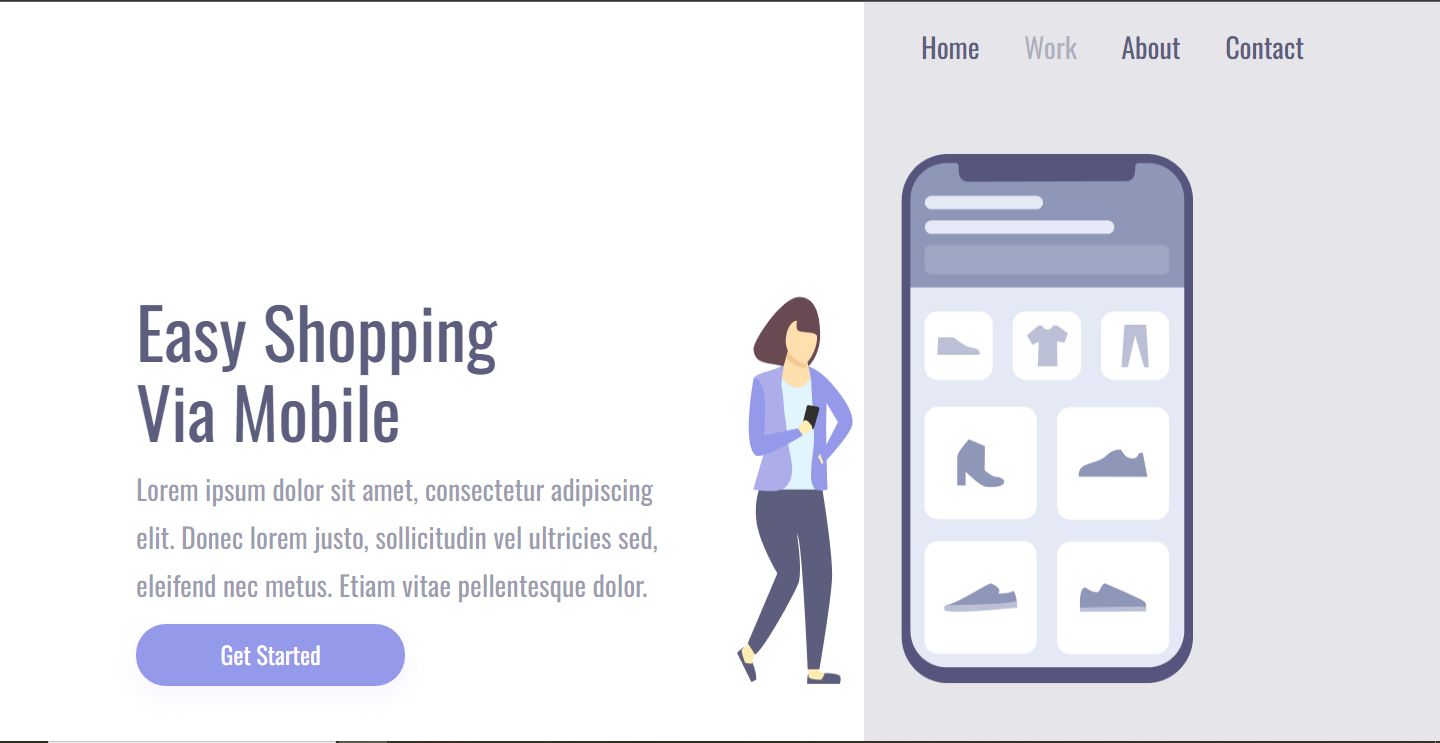 Home Work About Contact
Easy Shopping
Via Mobile
Lorem ipsum dolor sit amet, consectetur adipiscing
elit. Donec lorem justo, sollicitudin vel ultricies sed,
eleifend nec metus. Etiam vitae pellentesque dolor.
Get Started